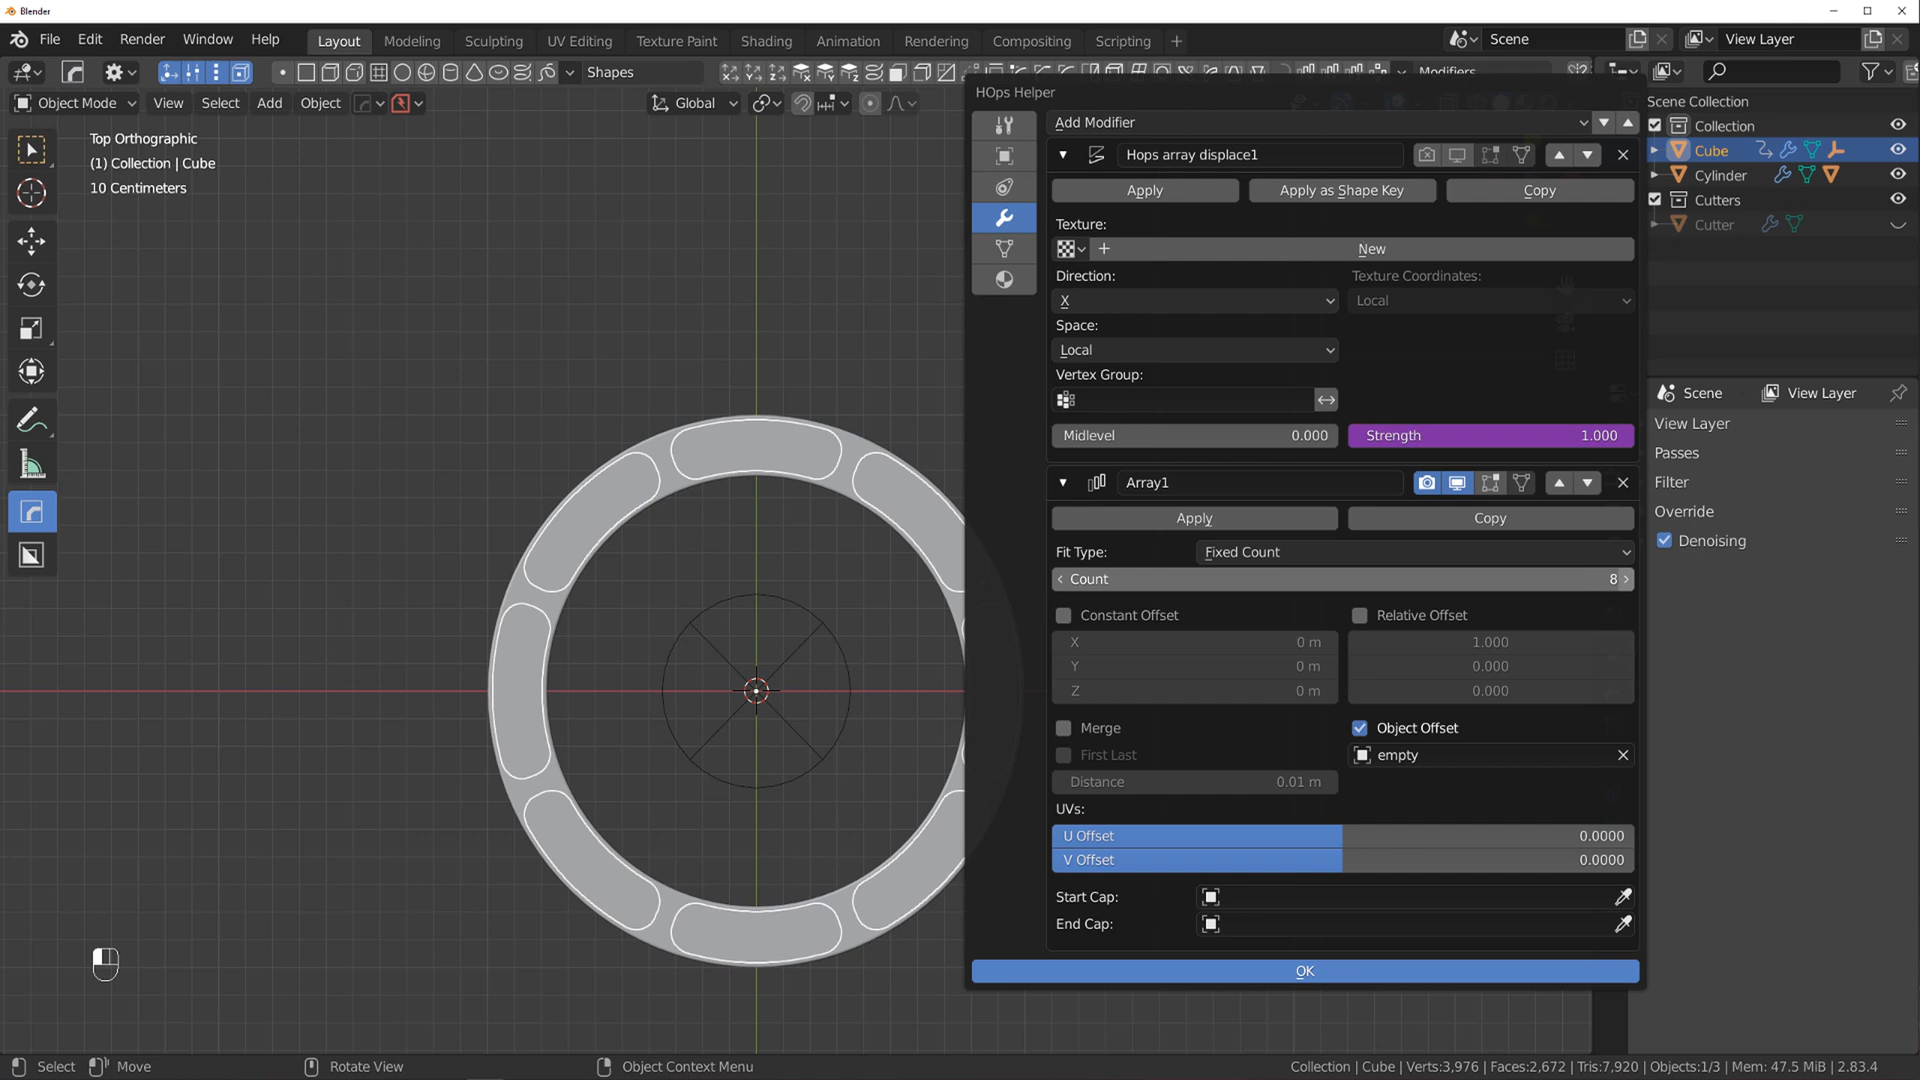 Blender
File Edit Render Window Help
Layout Modeling Sculpting UV Editing Texture Paint Shading Animation Rendering Compositing Scripting +
Scene
View Layer
Shapes
Modifiers
Object Mode View Select Add Object
Global
HOps Helper
Top Orthographic
(1) Collection | Cube
10 Centimeters
Add Modifier
Hops array displace1
Apply Apply as Shape Key Copy
Texture:
+ New
Direction: Texture Coordinates:
X Local
Space:
Local
Vertex Group:
Midlevel 0.000 Strength 1.000
Array1
Apply Copy
Fit Type: Fixed Count
Count 8
Constant Offset Relative Offset
X 0 m 1.000
Y 0 m 0.000
Z 0 m 0.000
Merge Object Offset
First Last empty
Distance 0.01 m
UVs:
U Offset 0.0000
V Offset 0.0000
Start Cap:
End Cap:
OK
Scene Collection
Collection
Cube
Cylinder
Cutters
Cutter
Scene View Layer
View Layer
Passes
Filter
Override
Denoising
Select Move Rotate View Object Context Menu
Collection | Cube | Verts:3,976 | Faces:2,672 | Tris:7,920 | Objects:1/3 | Mem: 47.5 MiB | 2.83.4